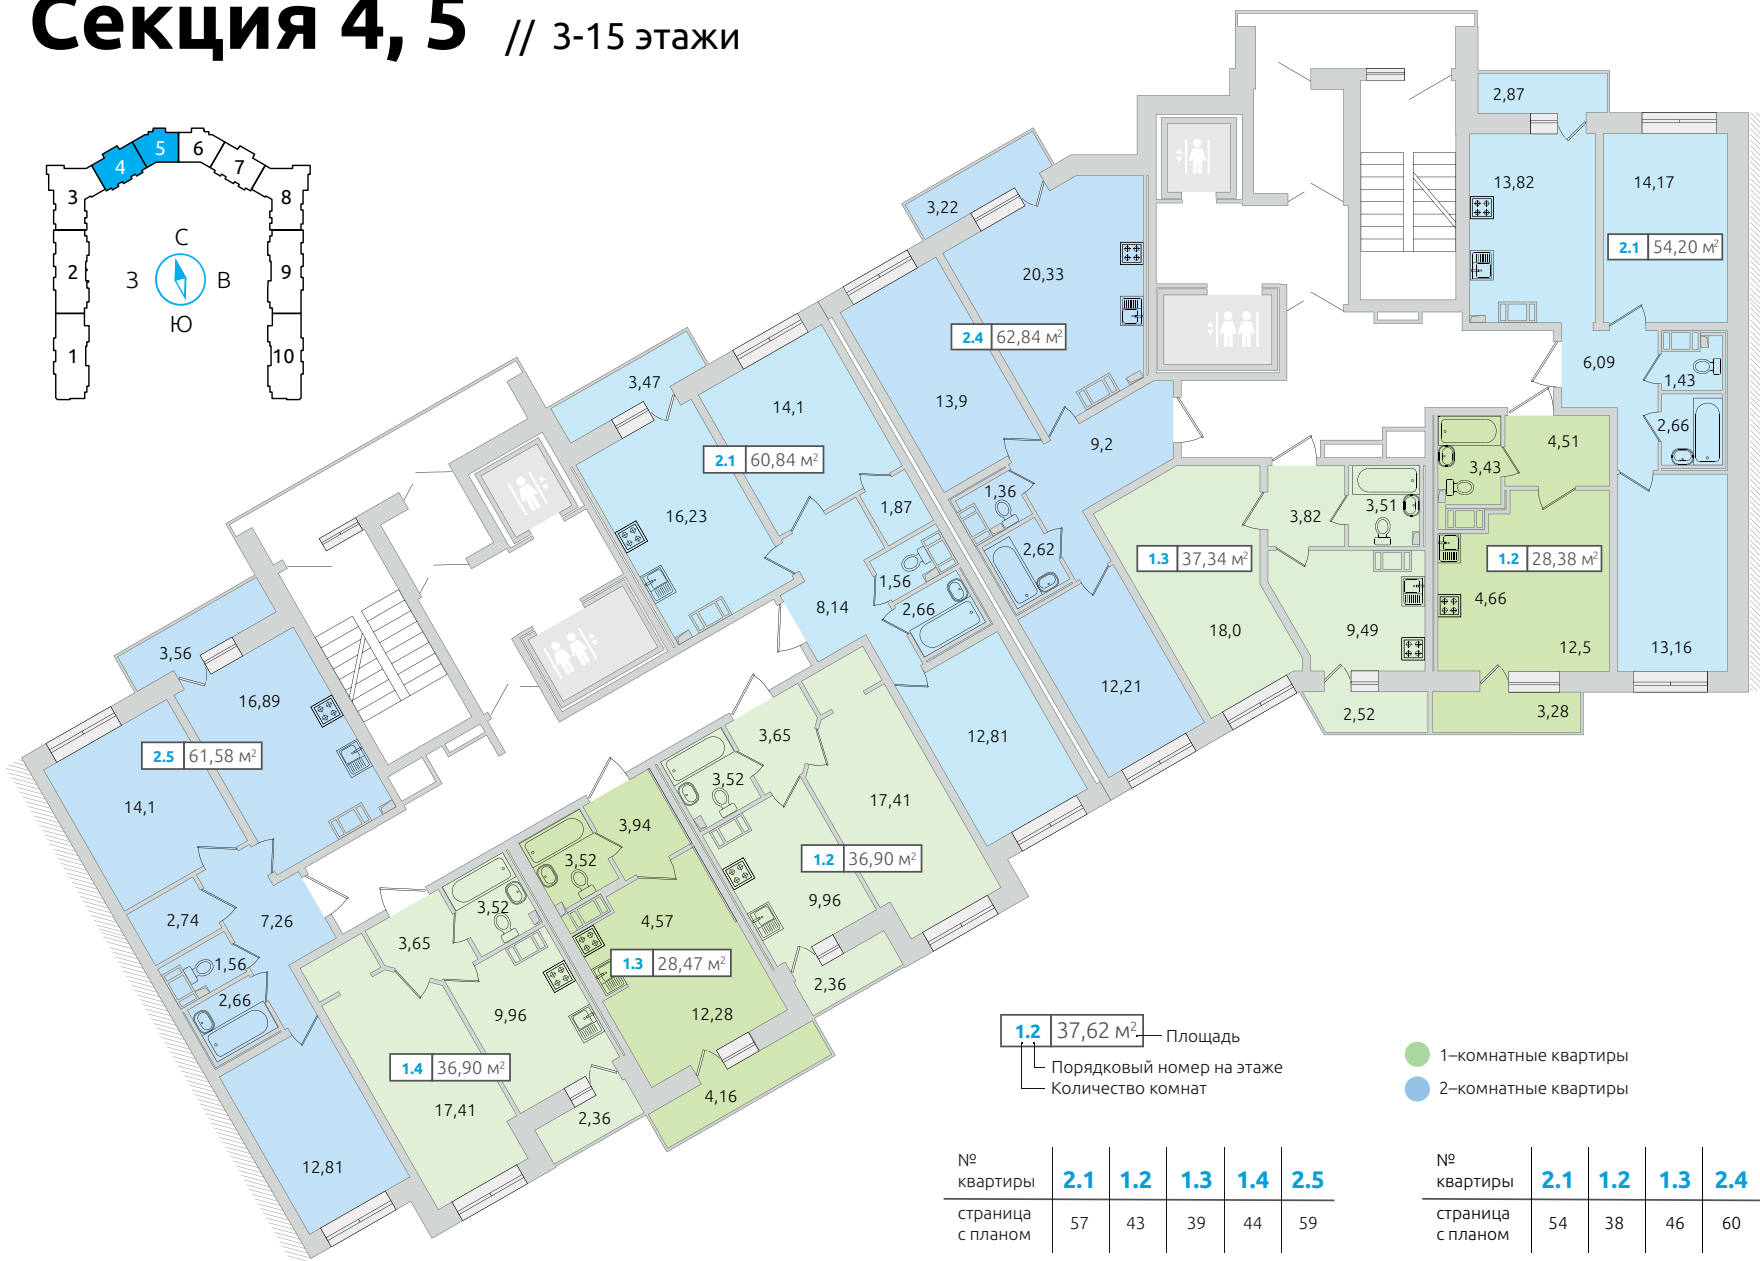 Секция 4, 5 // 3-15 этажи
1
2
3
4
5
6
7
8
9
10
С
З
В
Ю
3,56
16,89
2.5 61,58 м²
14,1
2,74
7,26
1,56
2,66
12,81
3,65
3,52
9,96
1.4 36,90 м²
17,41
2,36
3,94
3,52
4,57
1.3 28,47 м²
12,28
4,16
3,65
3,52
17,41
1.2 36,90 м²
9,96
2,36
3,47
14,1
2.1 60,84 м²
16,23
1,87
1,56
8,14
2,66
12,81
3,22
20,33
2.4 62,84 м²
13,9
9,2
1,36
2,62
12,21
3,82
3,51
1.3 37,34 м²
18,0
9,49
2,52
4,51
3,43
1.2 28,38 м²
4,66
12,5
3,28
2,87
13,82
14,17
2.1 54,20 м²
6,09
1,43
2,66
13,16
1.2 37,62 м²
Площадь
Порядковый номер на этаже
Количество комнат
1–комнатные квартиры
2–комнатные квартиры
№
квартиры 2.1 1.2 1.3 1.4 2.5
страница
с планом 57 43 39 44 59
№
квартиры 2.1 1.2 1.3 2.4
страница
с планом 54 38 46 60